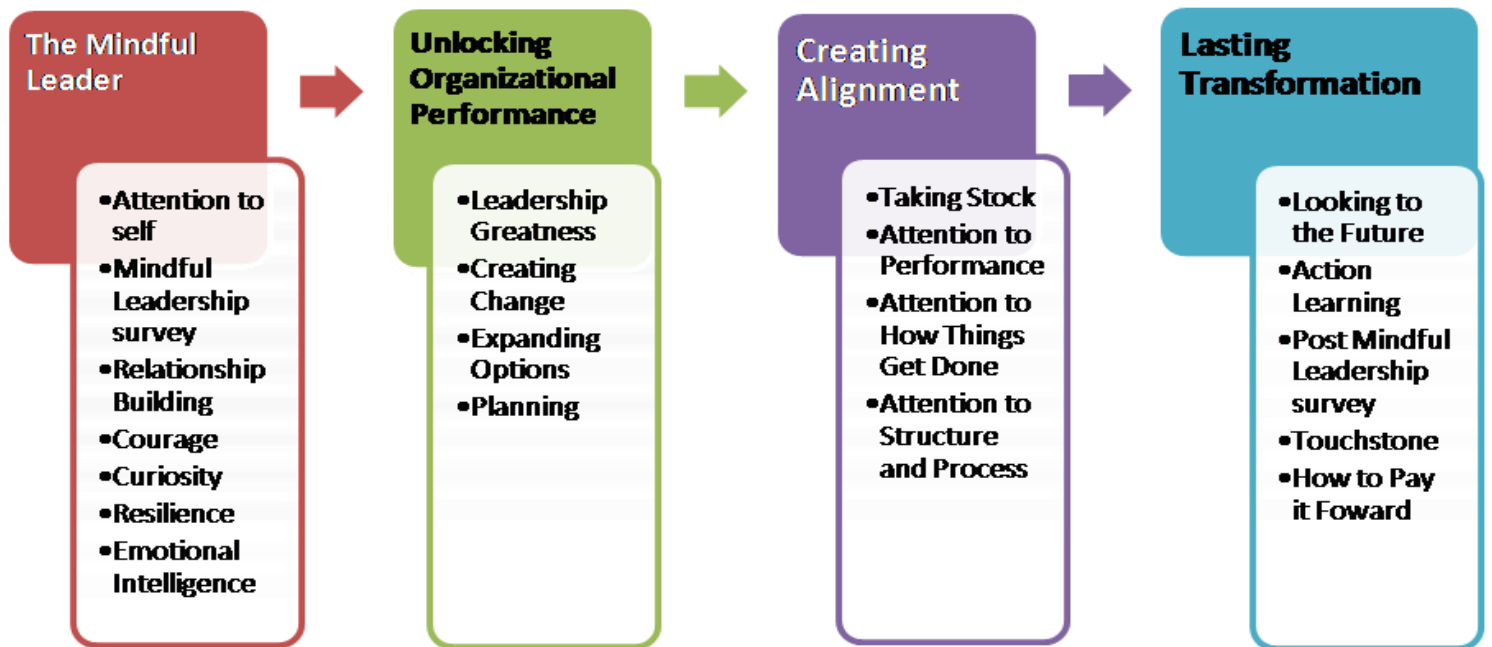 The Mindful
Leader
•Attention to
self
•Mindful
Leadership
survey
•Relationship
Building
•Courage
•Curiosity
•Resilience
•Emotional
Intelligence
Unlocking
Organizational
Performance
•Leadership
Greatness
•Creating
Change
•Expanding
Options
•Planning
Creating
Alignment
•Taking Stock
•Attention to
Performance
•Attention to
How Things
Get Done
•Attention to
Structure
and Process
Lasting
Transformation
•Looking to
the Future
•Action
Learning
•Post Mindful
Leadership
survey
•Touchstone
•How to Pay
it Foward